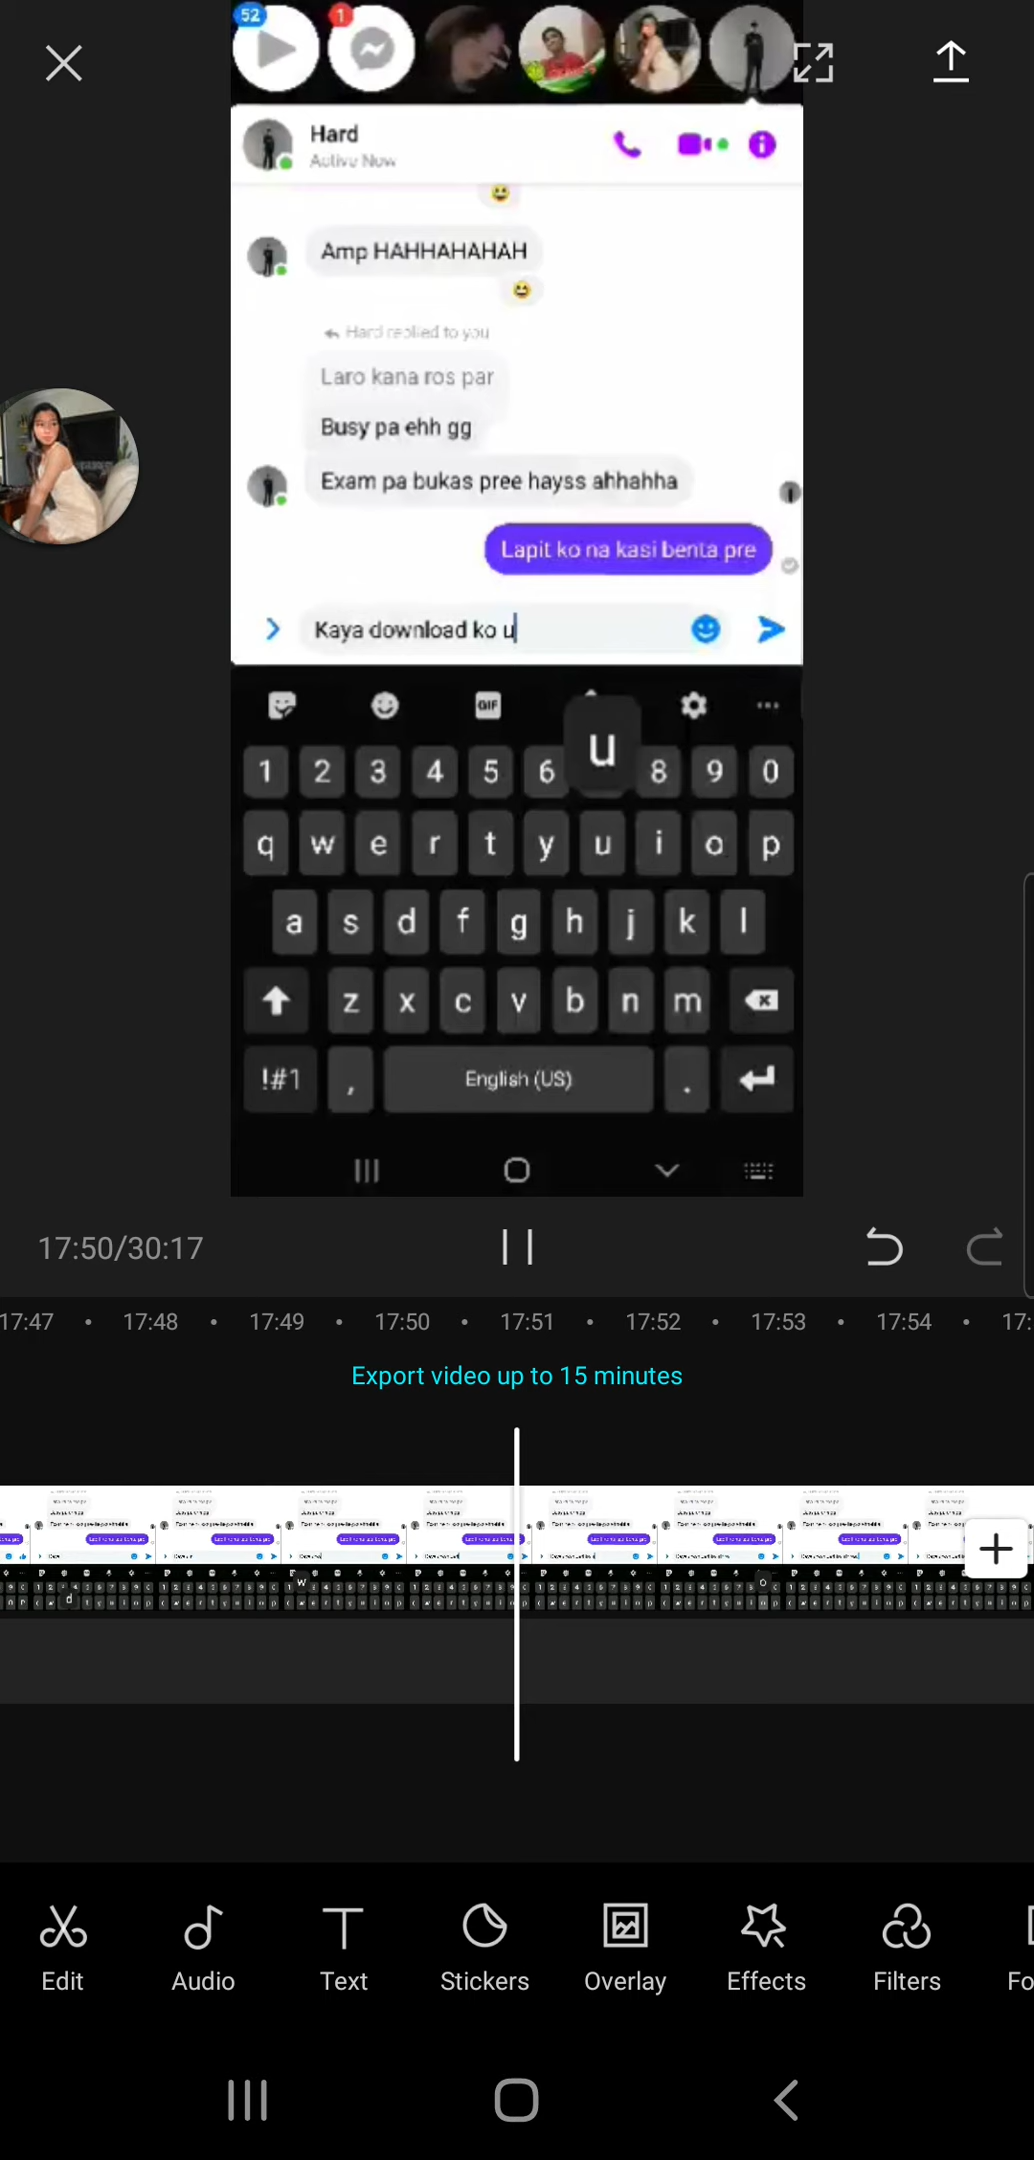 52
1
Hard
Active Now
Amp HAHHAHAHAH
Hard replied to you
Laro kana ros par
Busy pa ehh gg
Exam pa bukas pree hayss ahhahha
Lapit ko na kasi benta pre
Kaya download ko u
GIF
u
1 2 3 4 5 6 8 9 0
q w e r t y u i o p
a s d f g h j k l
z x c v b n m
!#1 , English (US) .
17:50/30:17
17:47 17:48 17:49 17:50 17:51 17:52 17:53 17:54 17:
Export video up to 15 minutes
Edit Audio Text Stickers Overlay Effects Filters Fo